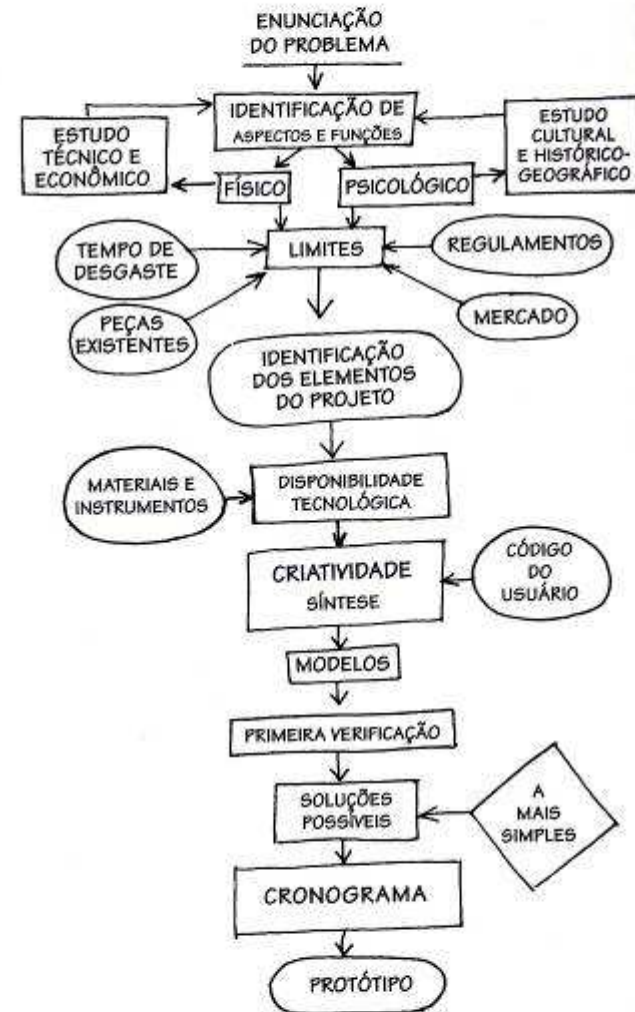 ENUNCIAÇÃO
DO PROBLEMA
IDENTIFICAÇÃO DE
ASPECTOS E FUNÇÕES
ESTUDO
TÉCNICO E
ECONÔMICO
ESTUDO
CULTURAL
E HISTÓRICO-
GEOGRÁFICO
FÍSICO
PSICOLÓGICO
TEMPO DE
DESGASTE
LIMITES
REGULAMENTOS
PEÇAS
EXISTENTES
MERCADO
IDENTIFICAÇÃO
DOS ELEMENTOS
DO PROJETO
MATERIAIS E
INSTRUMENTOS
DISPONIBILIDADE
TECNOLÓGICA
CRIATIVIDADE
SÍNTESE
CÓDIGO
DO
USUÁRIO
MODELOS
PRIMEIRA VERIFICAÇÃO
SOLUÇÕES
POSSÍVEIS
A
MAIS
SIMPLES
CRONOGRAMA
PROTÓTIPO